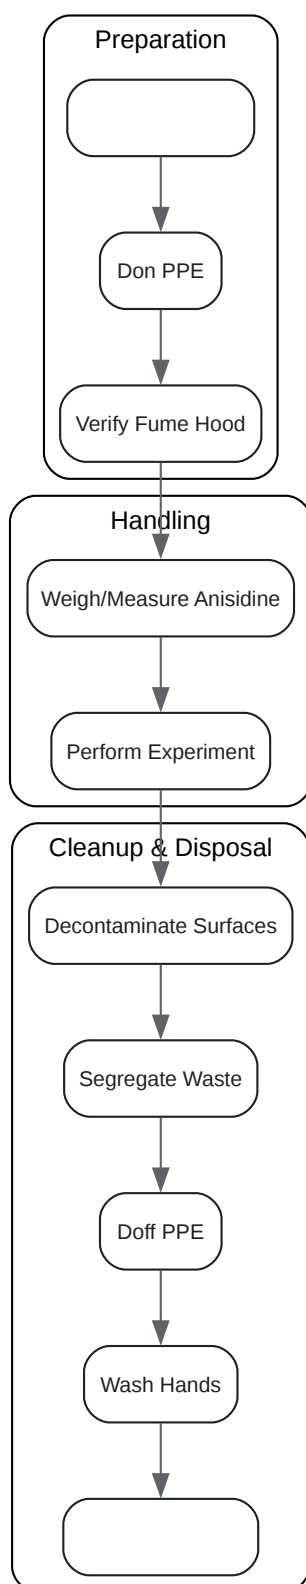 Preparation
Don PPE
Verify Fume Hood
Handling
Weigh/Measure Anisidine
Perform Experiment
Cleanup & Disposal
Decontaminate Surfaces
Segregate Waste
Doff PPE
Wash Hands